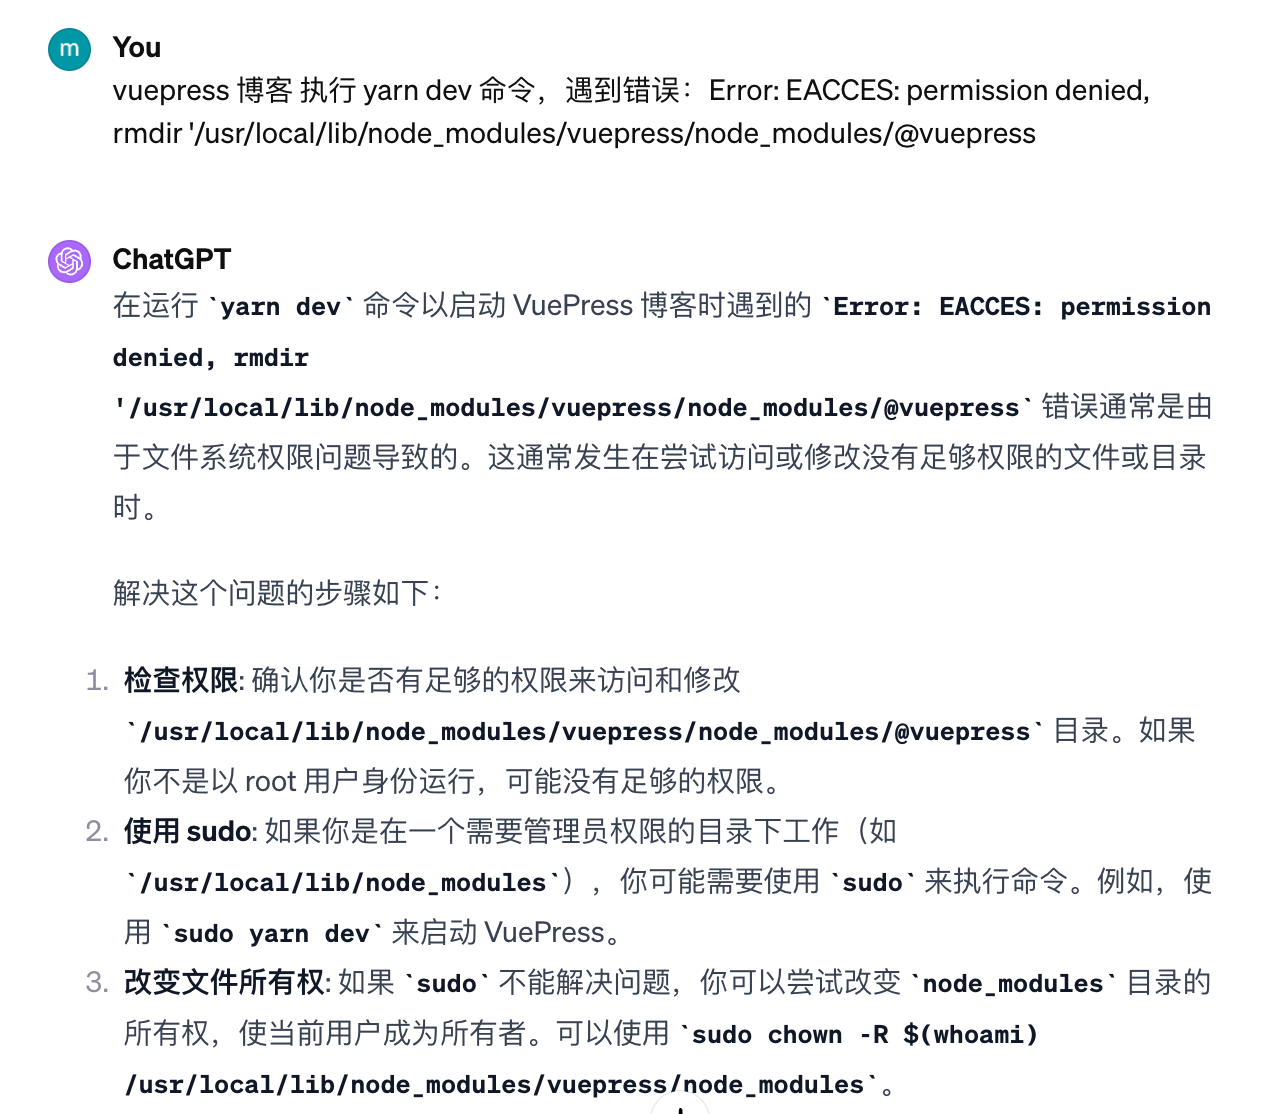 m
You
vuepress 博客 执行 yarn dev 命令，遇到错误：Error: EACCES: permission denied,
rmdir '/usr/local/lib/node_modules/vuepress/node_modules/@vuepress
ChatGPT
在运行 `yarn dev` 命令以启动 VuePress 博客时遇到的 `Error: EACCES: permission
denied, rmdir
'/usr/local/lib/node_modules/vuepress/node_modules/@vuepress` 错误通常是由
于文件系统权限问题导致的。这通常发生在尝试访问或修改没有足够权限的文件或目录
时。
解决这个问题的步骤如下：
1. 检查权限: 确认你是否有足够的权限来访问和修改
`/usr/local/lib/node_modules/vuepress/node_modules/@vuepress` 目录。如果
你不是以 root 用户身份运行，可能没有足够的权限。
2. 使用 sudo: 如果你是在一个需要管理员权限的目录下工作（如
`/usr/local/lib/node_modules`），你可能需要使用 `sudo` 来执行命令。例如，使
用 `sudo yarn dev` 来启动 VuePress。
3. 改变文件所有权: 如果 `sudo` 不能解决问题，你可以尝试改变 `node_modules` 目录的
所有权，使当前用户成为所有者。可以使用 `sudo chown -R $(whoami)
/usr/local/lib/node_modules/vuepress/node_modules`。